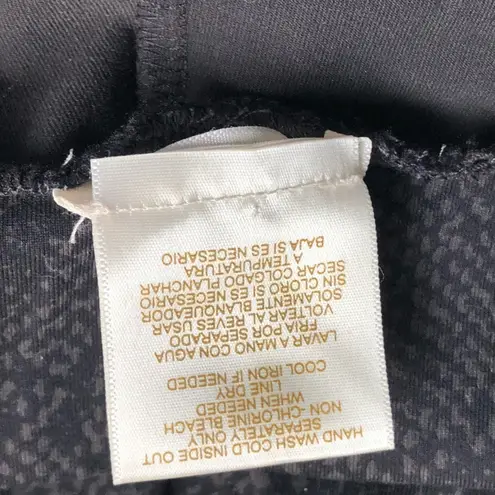 HAND WASH COLD INSIDE OUT
SEPARATELY ONLY
NON-CHLORINE BLEACH
WHEN NEEDED
LINE DRY
COOL IRON IF NEEDED
LAVAR A MANO CON AGUA
FRIA POR SEPARADO
VOLTEAR AL REVES USAR
SOLAMENTE BLANQUEADOR
SIN CLORO SI ES NECESARIO
SECAR COLGADO PLANCHAR
A TEMPURATURA
BAJA SI ES NECESARIO